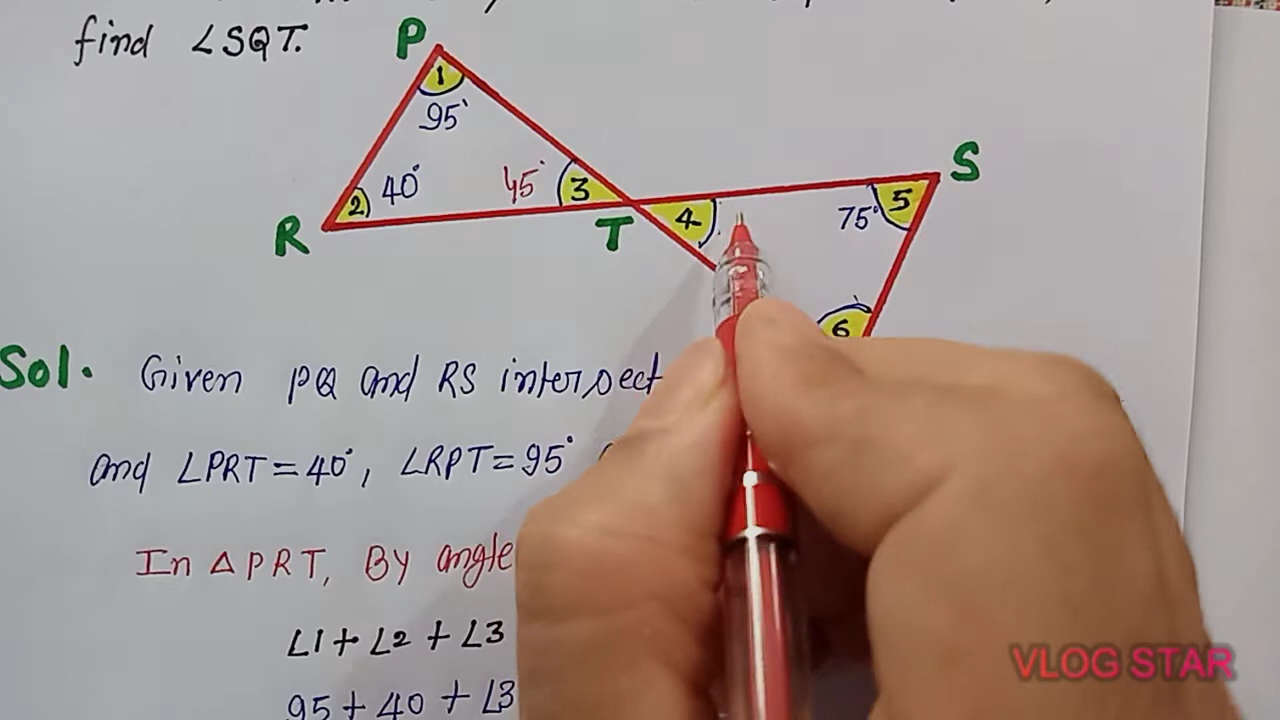 find ∠SQT.
P
1
95°
S
2 40° 45° 3
5
75°
4
R
T
6
Sol. Given PQ and RS intersect
and ∠PRT = 40°, ∠RPT = 95°
In △PRT, By angle
∠1 + ∠2 + ∠3
95 + 40 + ∠3
VLOG STAR